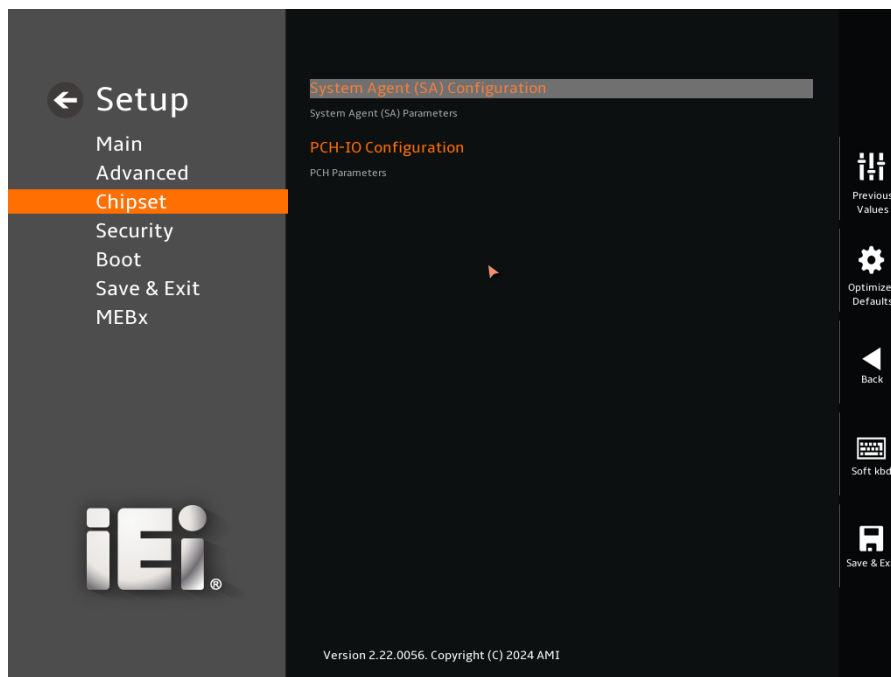 Setup
Main
Advanced
Chipset
Security
Boot
Save & Exit
MEBx
iEi®
System Agent (SA) Configuration
System Agent (SA) Parameters
PCH-IO Configuration
PCH Parameters
Previous
Values
Optimize
Defaults
Back
Soft kbd
Save & Ex
Version 2.22.0056. Copyright (C) 2024 AMI